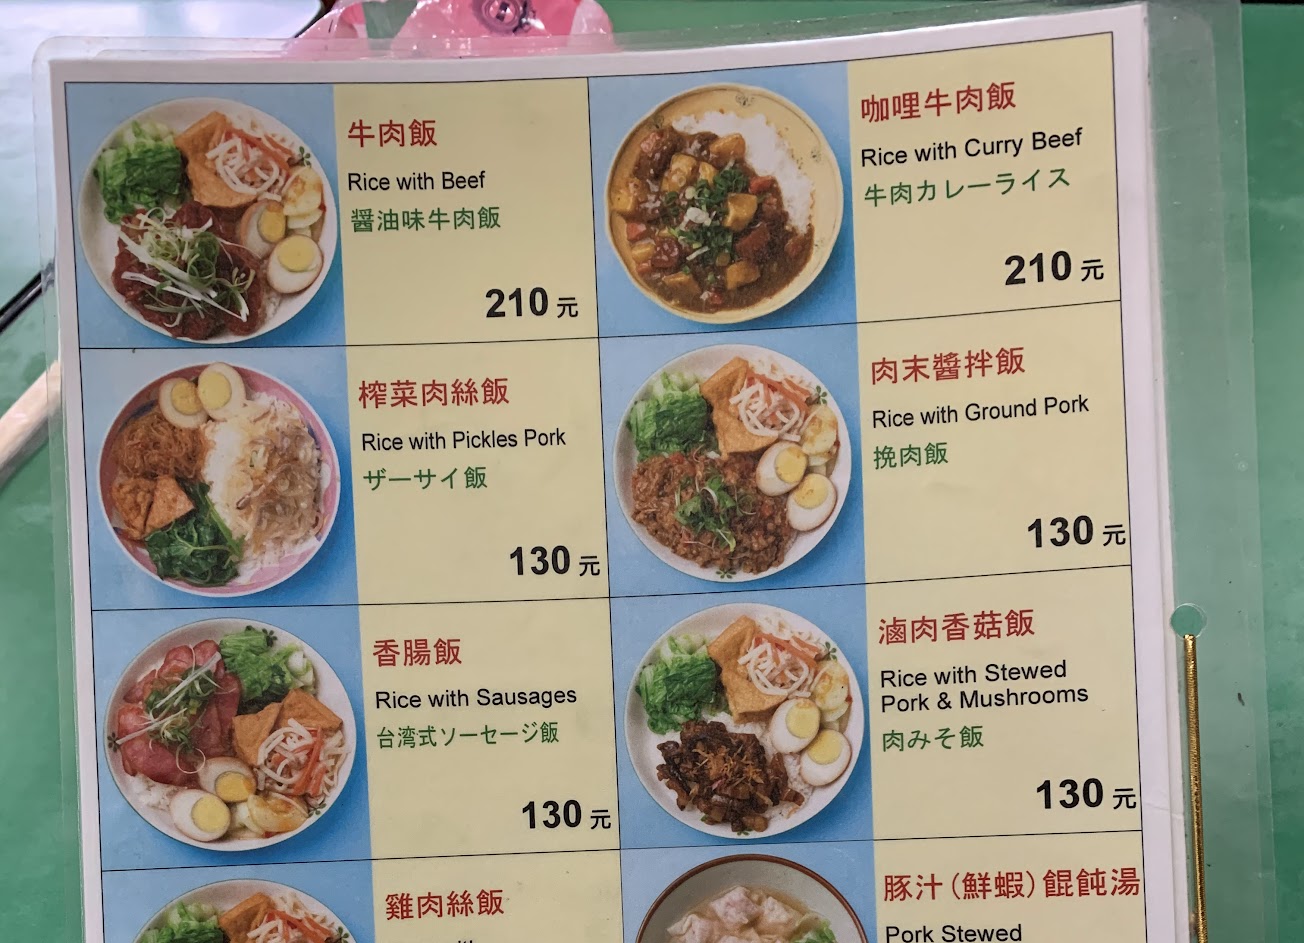 牛肉飯
Rice with Beef
醤油味牛肉飯
210元
咖哩牛肉飯
Rice with Curry Beef
牛肉カレーライス
210元
榨菜肉絲飯
Rice with Pickles Pork
ザーサイ飯
130元
肉末醬拌飯
Rice with Ground Pork
挽肉飯
130元
香腸飯
Rice with Sausages
台湾式ソーセージ飯
130元
滷肉香菇飯
Rice with Stewed
Pork & Mushrooms
肉みそ飯
130元
雞肉絲飯
豚汁(鮮蝦)餛飩湯
Pork Stewed